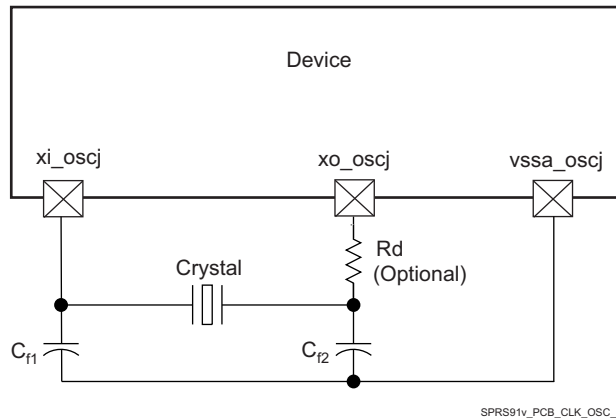 Device
xi_oscj
xo_oscj
vssa_oscj
Rd
(Optional)
Crystal
Cf1
Cf2
SPRS91v_PCB_CLK_OSC_